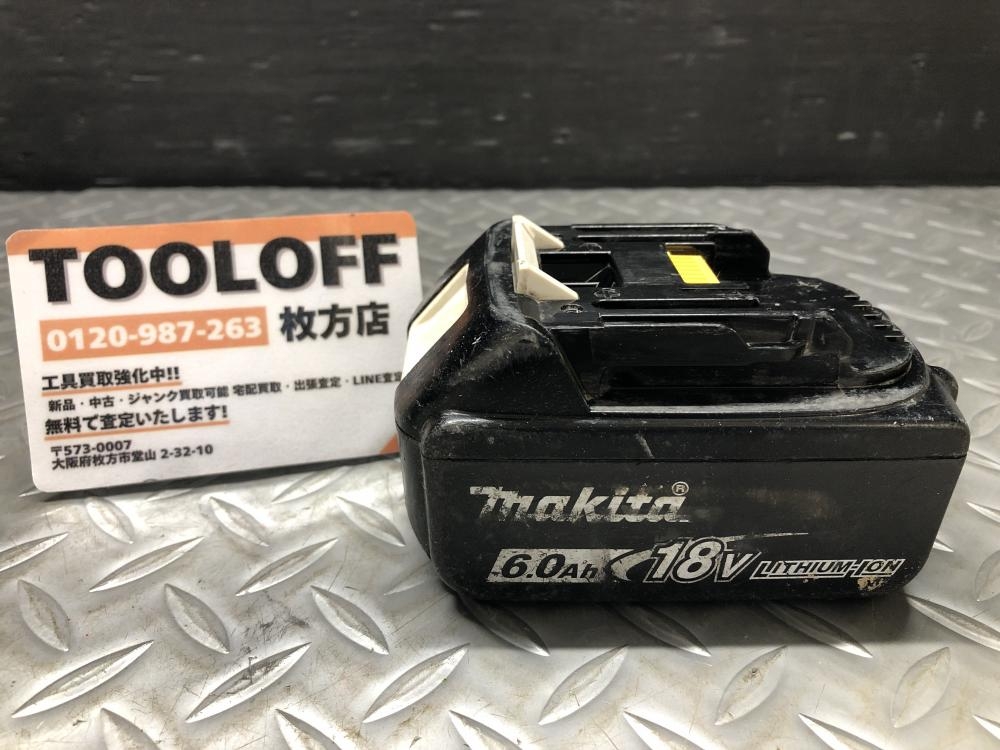 TOOLOFF
0120-987-263 枚方店
工具買取強化中!!
新品・中古・ジャンク買取可能 宅配買取・出張査定・LINE査定
無料で査定いたします!
〒573-0007
大阪府枚方市堂山 2-32-10
makita®
6.0Ah 18V LITHIUM-ION